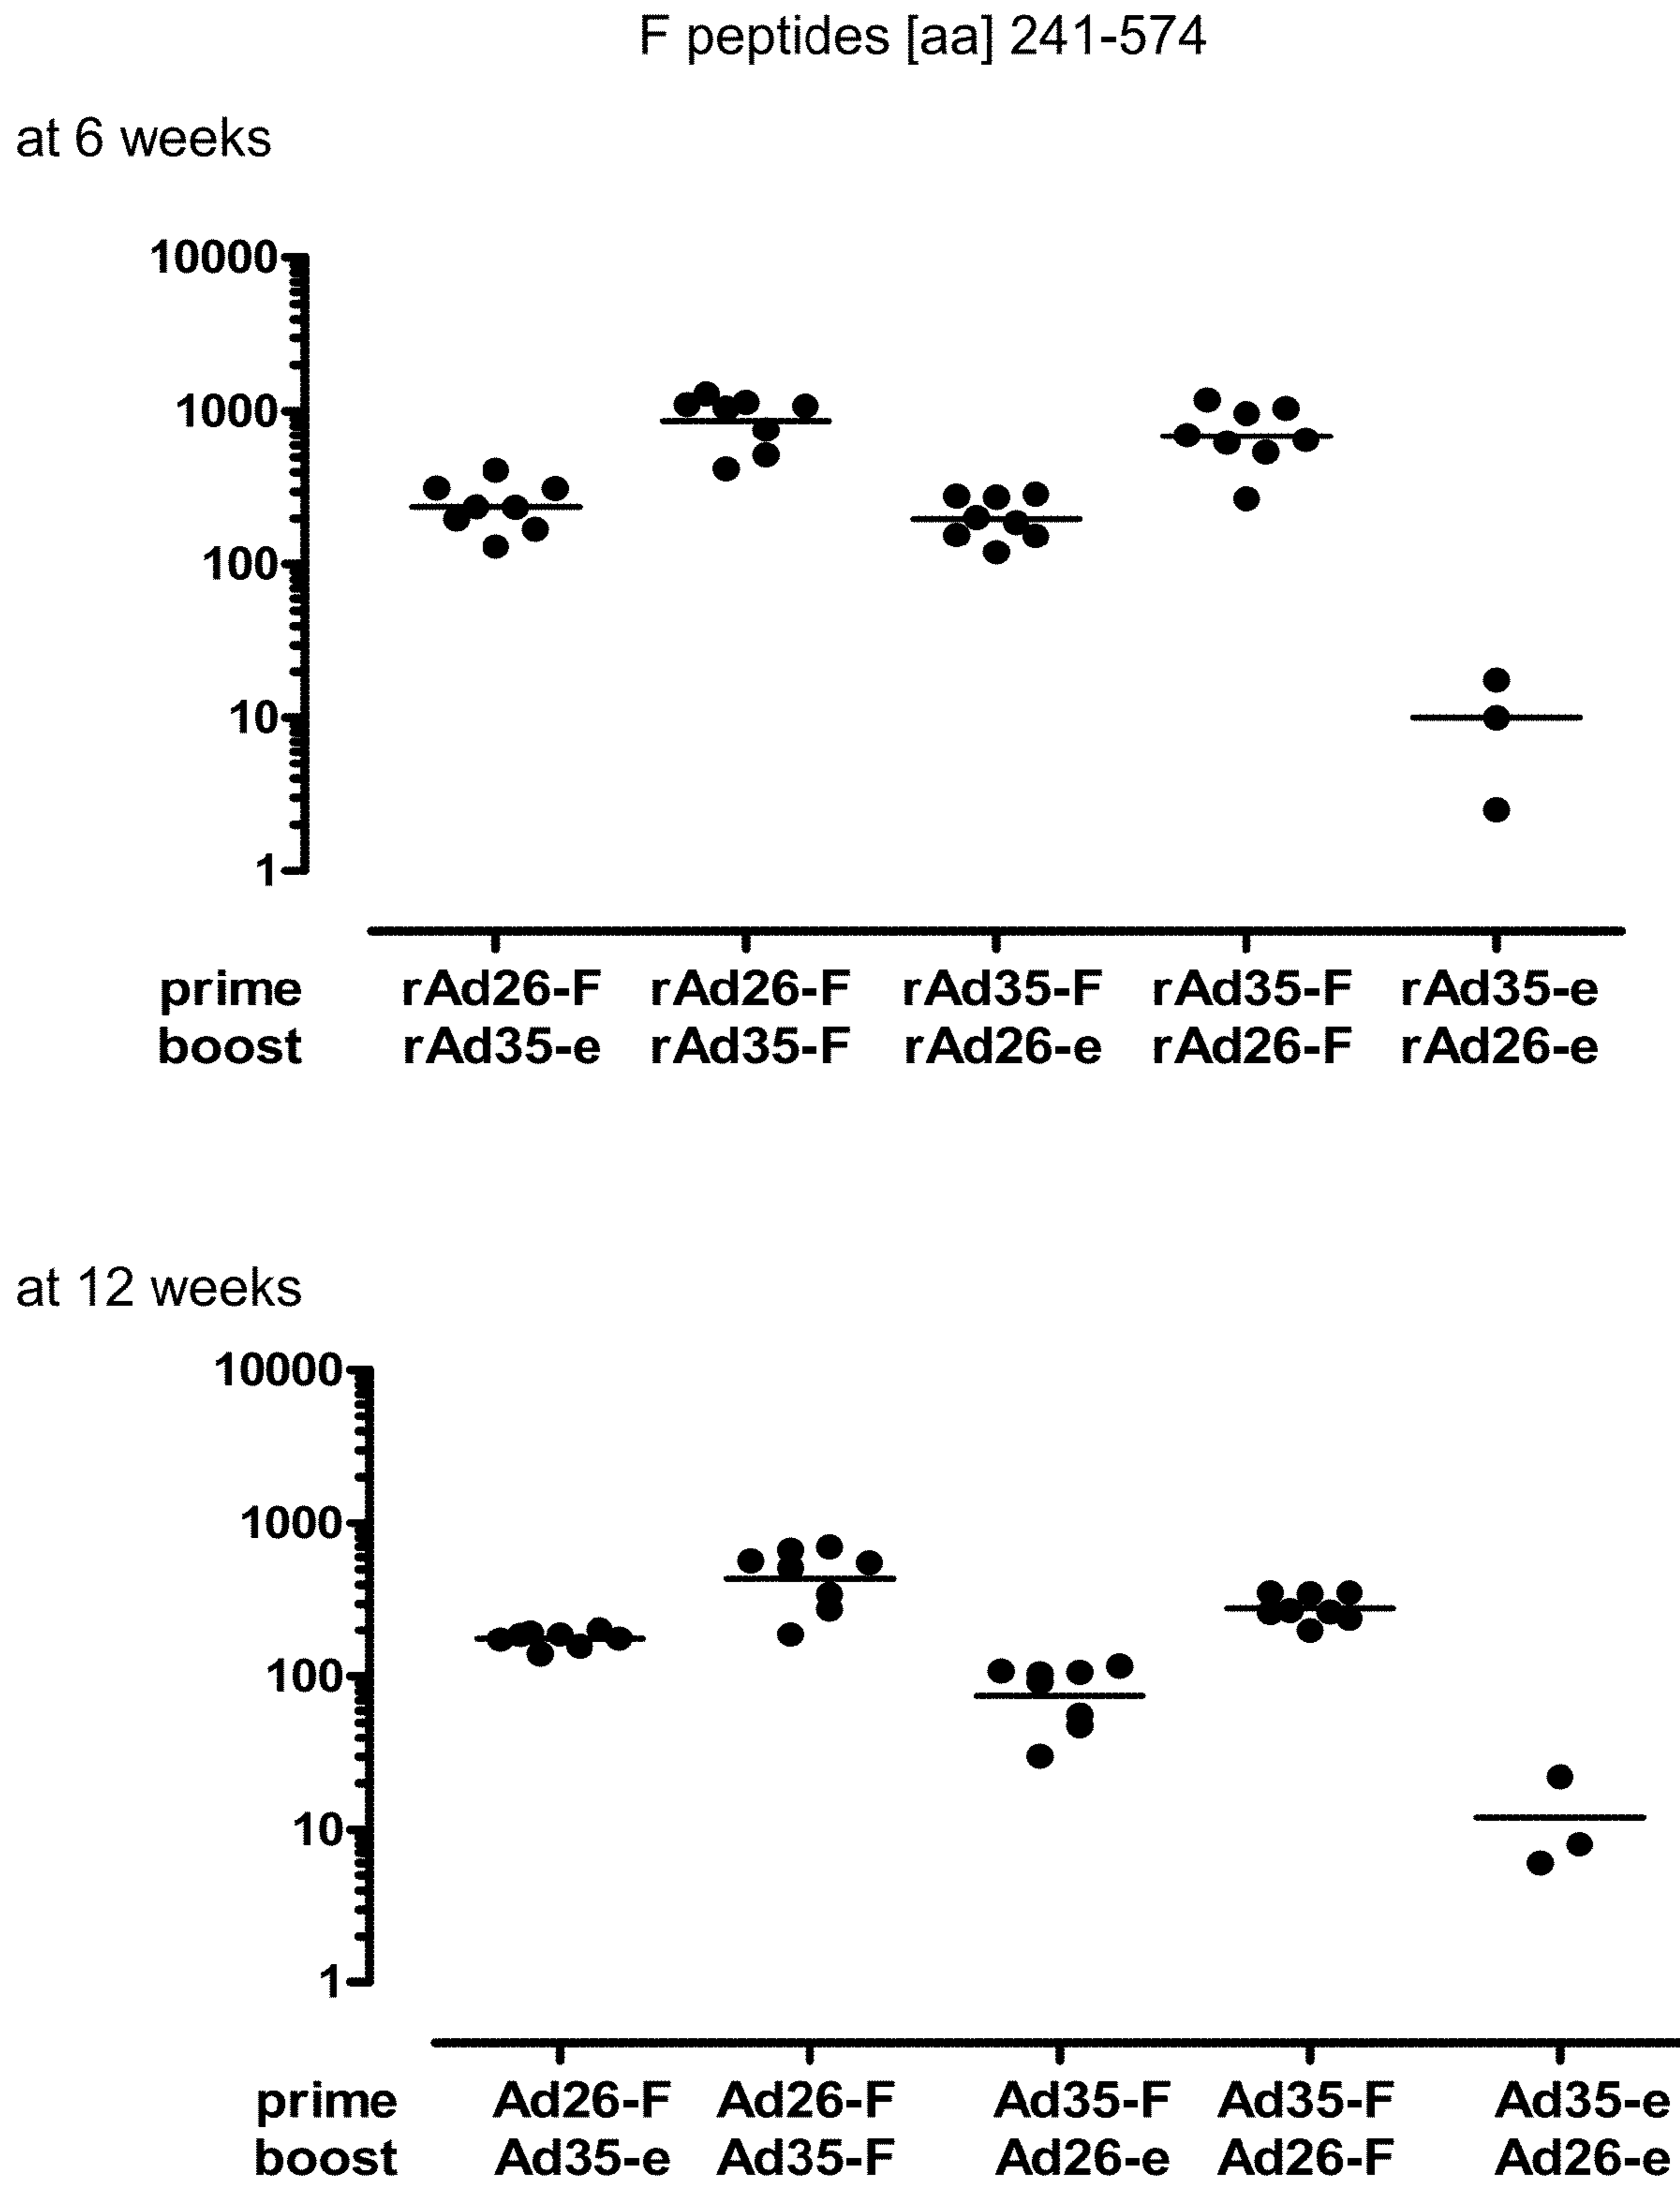 F peptides [aa] 241-574
at 6 weeks
10000
1000
100
10
1
prime rAd26-F rAd26-F rAd35-F rAd35-F rAd35-e
boost rAd35-e rAd35-F rAd26-e rAd26-F rAd26-e
at 12 weeks
10000
1000
100
10
1
prime Ad26-F Ad26-F Ad35-F Ad35-F Ad35-e
boost Ad35-e Ad35-F Ad26-e Ad26-F Ad26-e